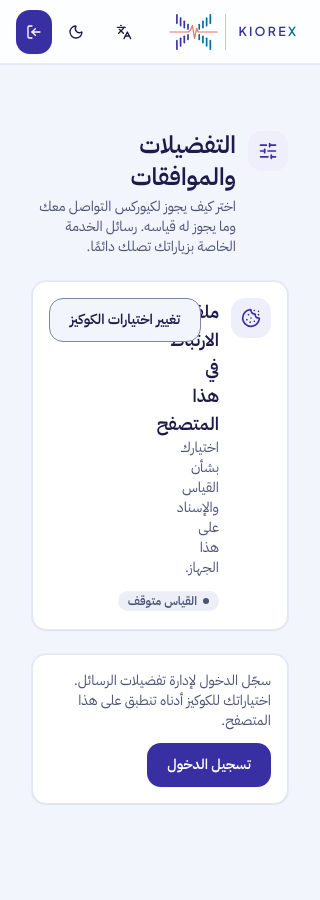 KIOREX
التفضيلات
والموافقات
اختر كيف يجوز لكيوركس التواصل معك
وما يجوز له قياسه. رسائل الخدمة
الخاصة بزياراتك تصلك دائمًا.
تغيير اختيارات الكوكيز
في
هذا
المتصفح
اختيارك
بشأن
القياس
والإسناد
على
هذا
الجهاز.
القياس متوقف
سجّل الدخول لإدارة تفضيلات الرسائل.
اختياراتك للكوكيز أدناه تنطبق على هذا
المتصفح.
تسجيل الدخول